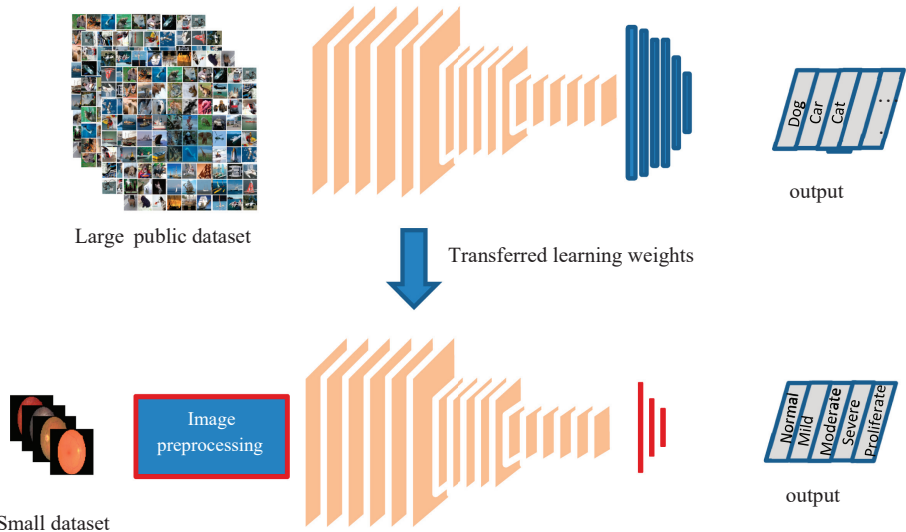 Dog
Car
Cat
:
output
Large public dataset
Transferred learning weights
Image
preprocessing
Normal
Mild
Moderate
Severe
Proliferate
output
Small dataset